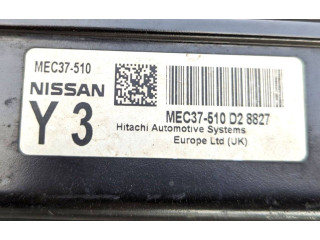 MEC37-510
NISSAN
Y 3
MEC37-510 D2 8827
Hitachi Automotive Systems
Europe Ltd (UK)